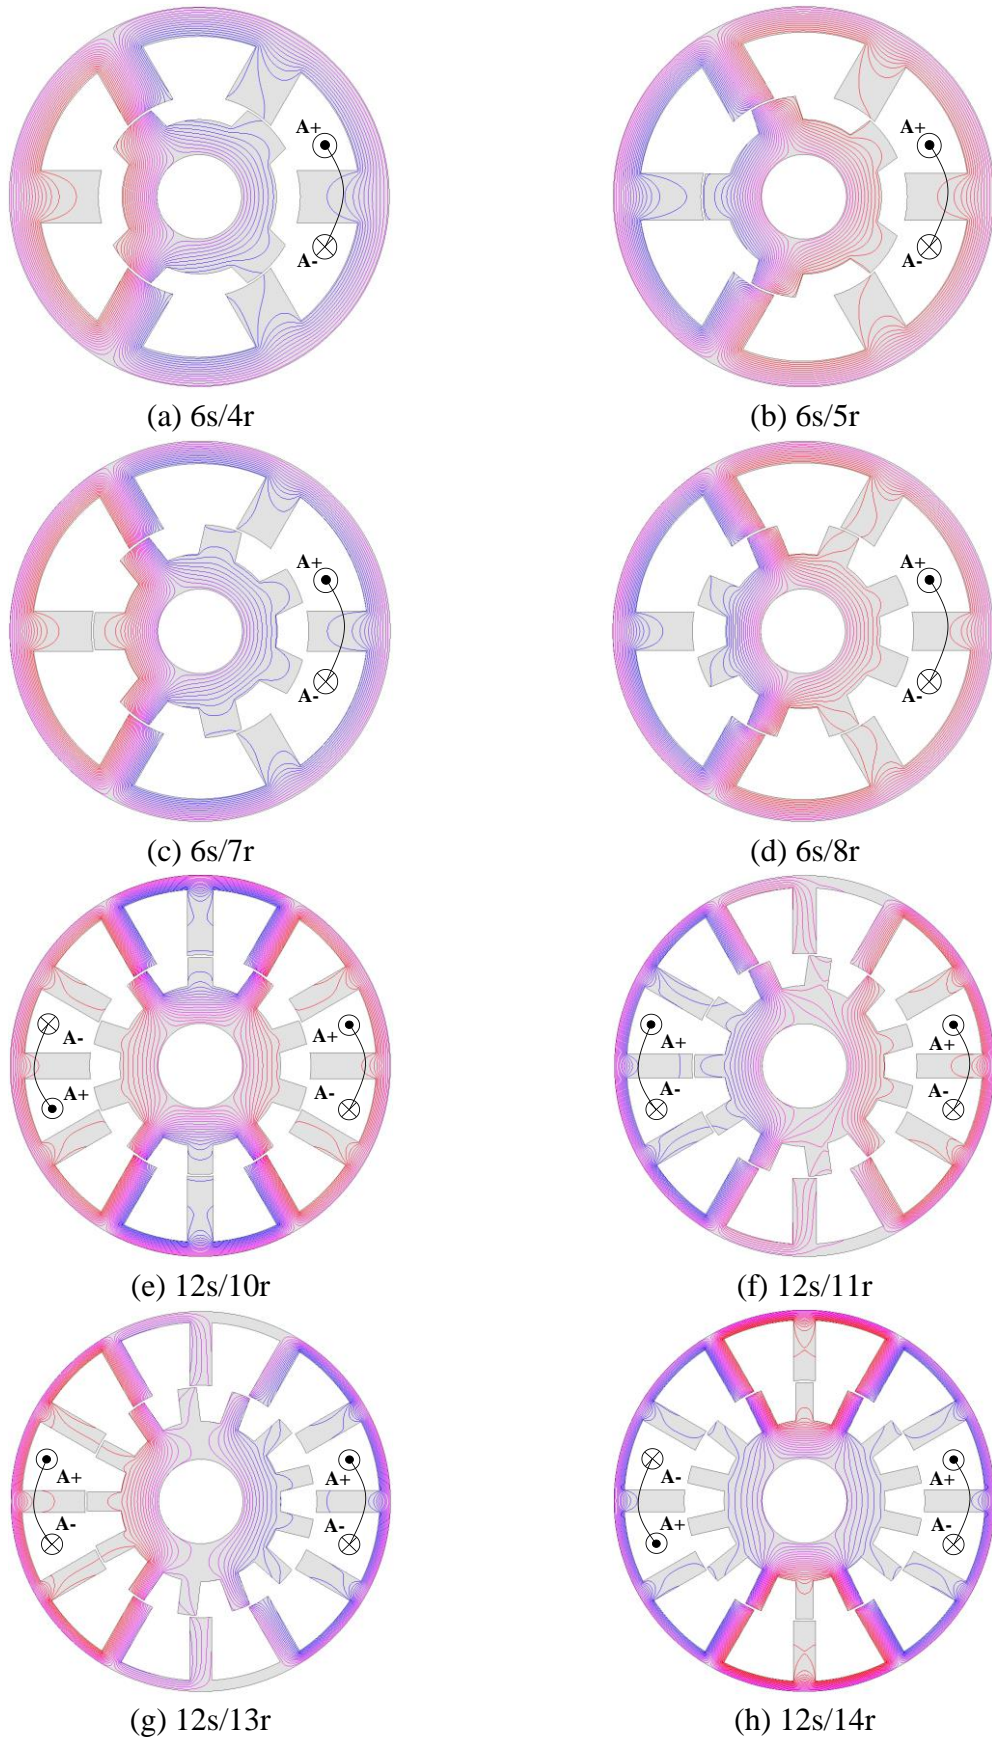 A+ A+
A- A-
(a) 6s/4r (b) 6s/5r
A+ A+
A- A-
(c) 6s/7r (d) 6s/8r
A- A+ A+ A+
A+ A- A- A-
(e) 12s/10r (f) 12s/11r
A+ A+ A- A+
A- A- A+ A-
(g) 12s/13r (h) 12s/14r